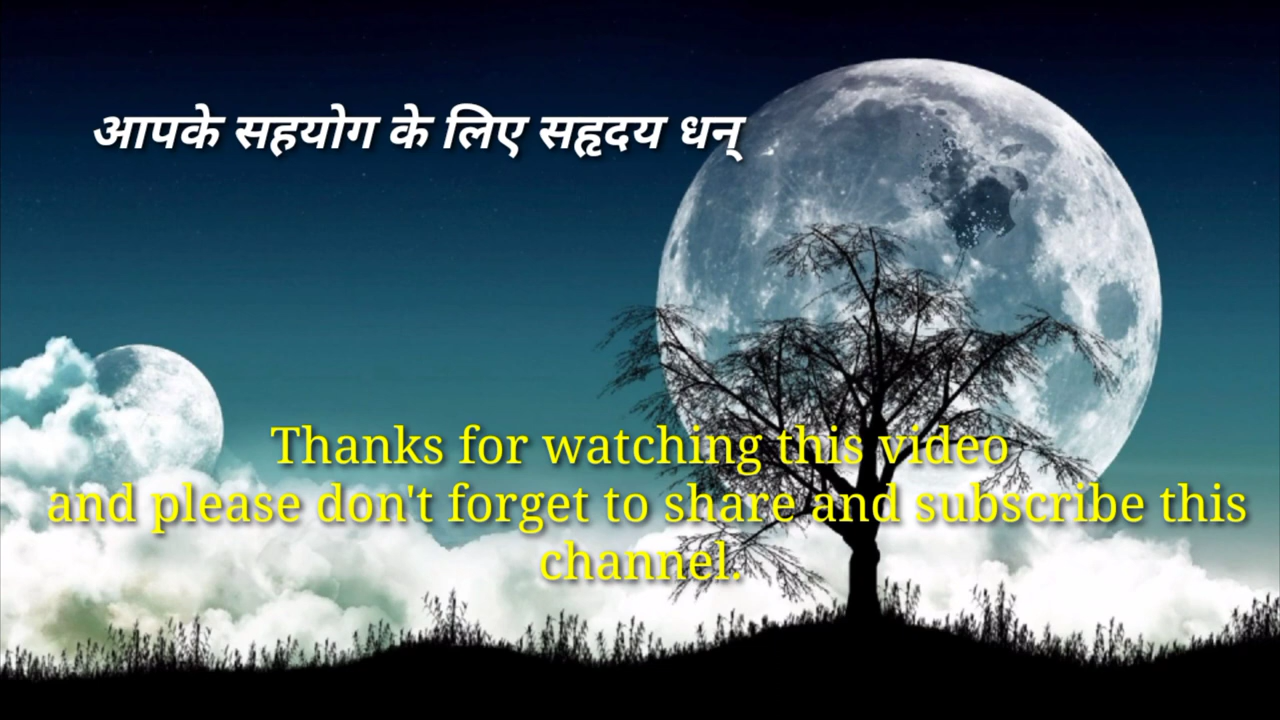 आपके सहयोग के लिए सहृदय धन्
Thanks for watching this video
and please don't forget to share and subscribe this
channel.